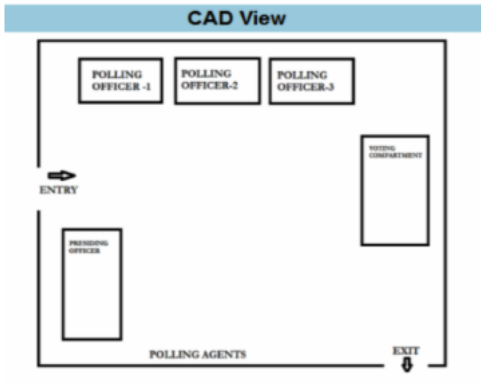 CAD View
POLLING
OFFICER -1
POLLING
OFFICER-2
POLLING
OFFICER-3
VOTING
COMPARTMENT
ENTRY
PRESIDING
OFFICER
POLLING AGENTS
EXIT